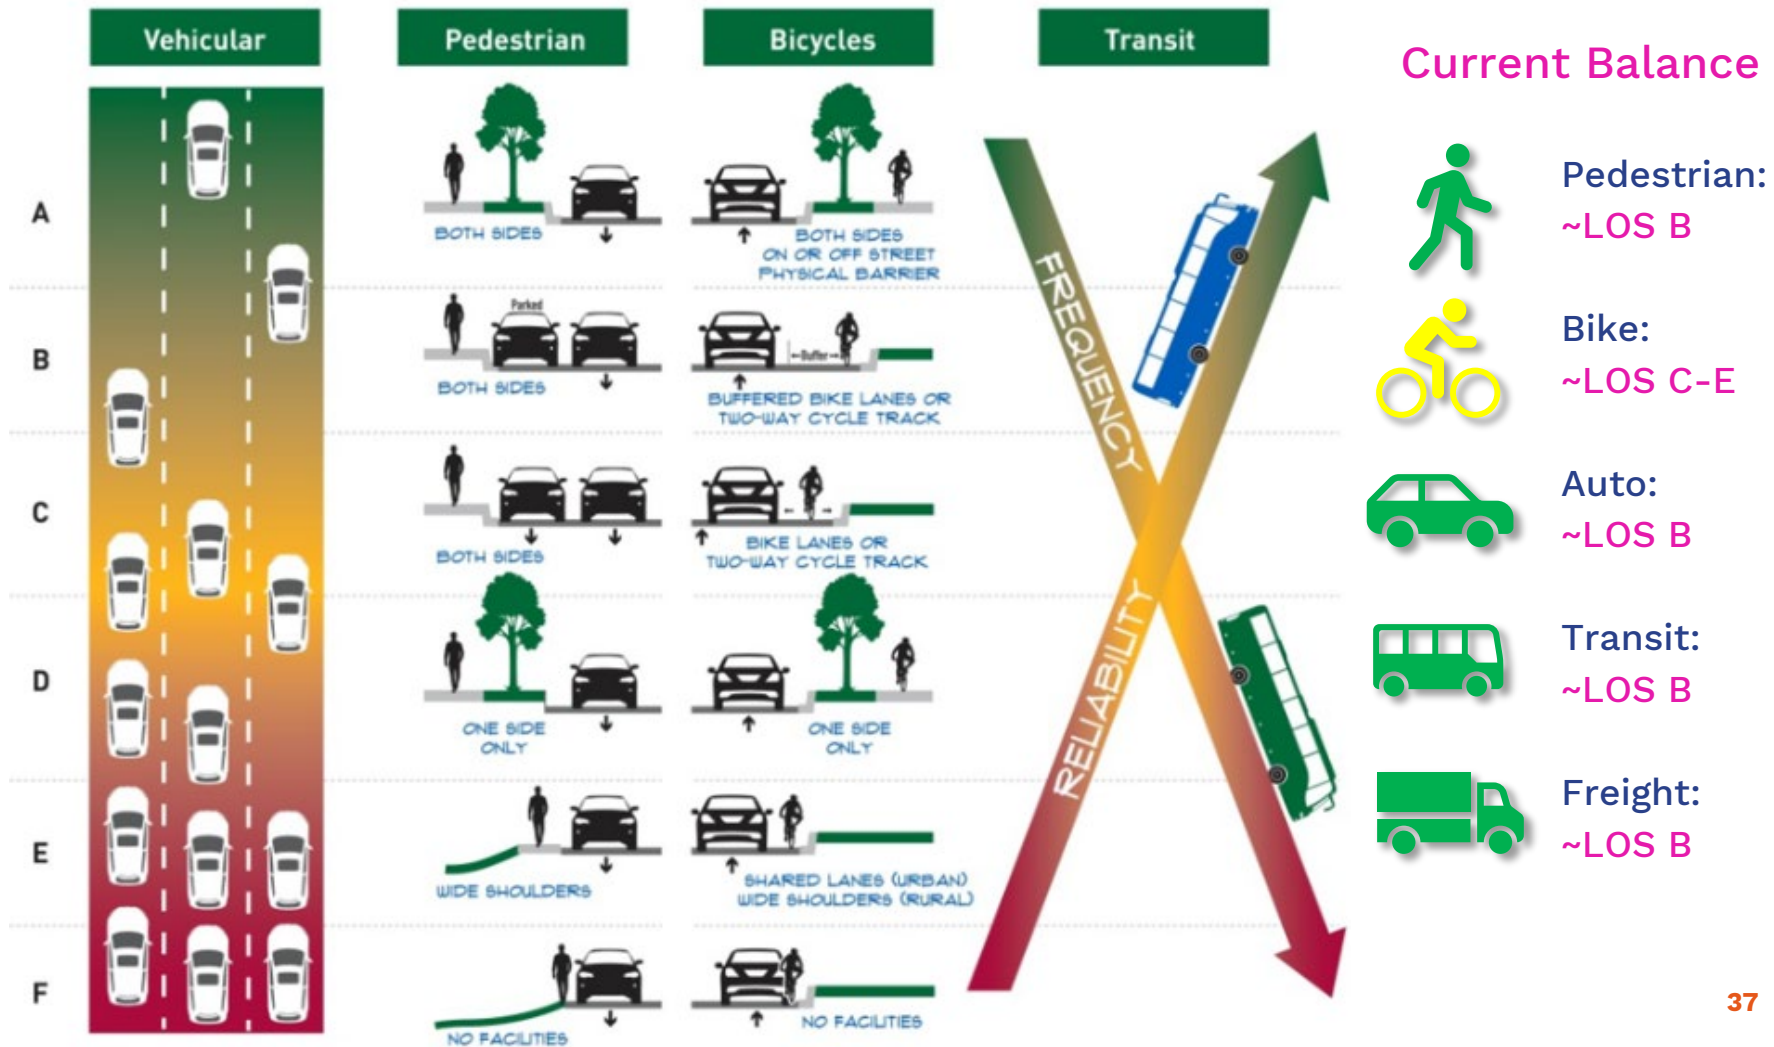 Vehicular
Pedestrian
Bicycles
Transit
Current Balance
A
BOTH SIDES
BOTH SIDES
ON OR OFF STREET
PHYSICAL BARRIER
B
Parked
BOTH SIDES
Buffer
BUFFERED BIKE LANES OR
TWO-WAY CYCLE TRACK
C
BOTH SIDES
BIKE LANES OR
TWO-WAY CYCLE TRACK
D
ONE SIDE
ONLY
ONE SIDE
ONLY
E
WIDE SHOULDERS
SHARED LANES (URBAN)
WIDE SHOULDERS (RURAL)
F
NO FACILITIES
NO FACILITIES
FREQUENCY
RELIABILITY
Pedestrian:
~LOS B
Bike:
~LOS C-E
Auto:
~LOS B
Transit:
~LOS B
Freight:
~LOS B
37